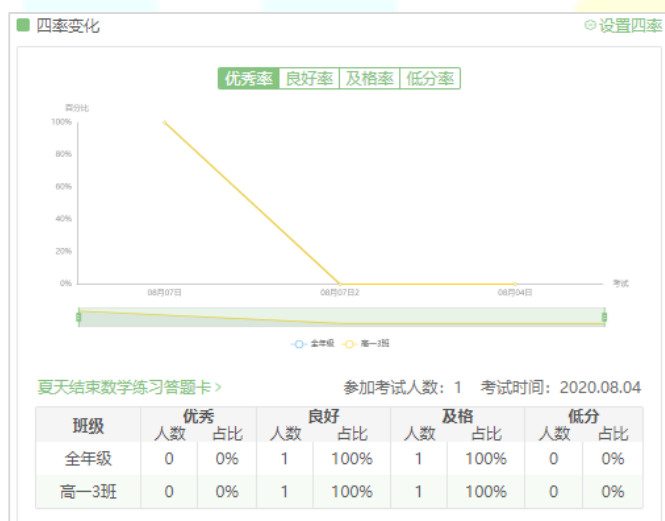 四率变化
设置四率
优秀率 良好率 及格率 低分率
百分比
100%
80%
60%
40%
20%
0%
08月07日 08月07日2 08月04日 考试
全年级 高一3班
夏天结束数学练习答题卡> 参加考试人数：1 考试时间：2020.08.04
班级 优秀 良好 及格 低分
人数 占比 人数 占比 人数 占比 人数 占比
全年级 0 0% 1 100% 1 100% 0 0%
高一3班 0 0% 1 100% 1 100% 0 0%